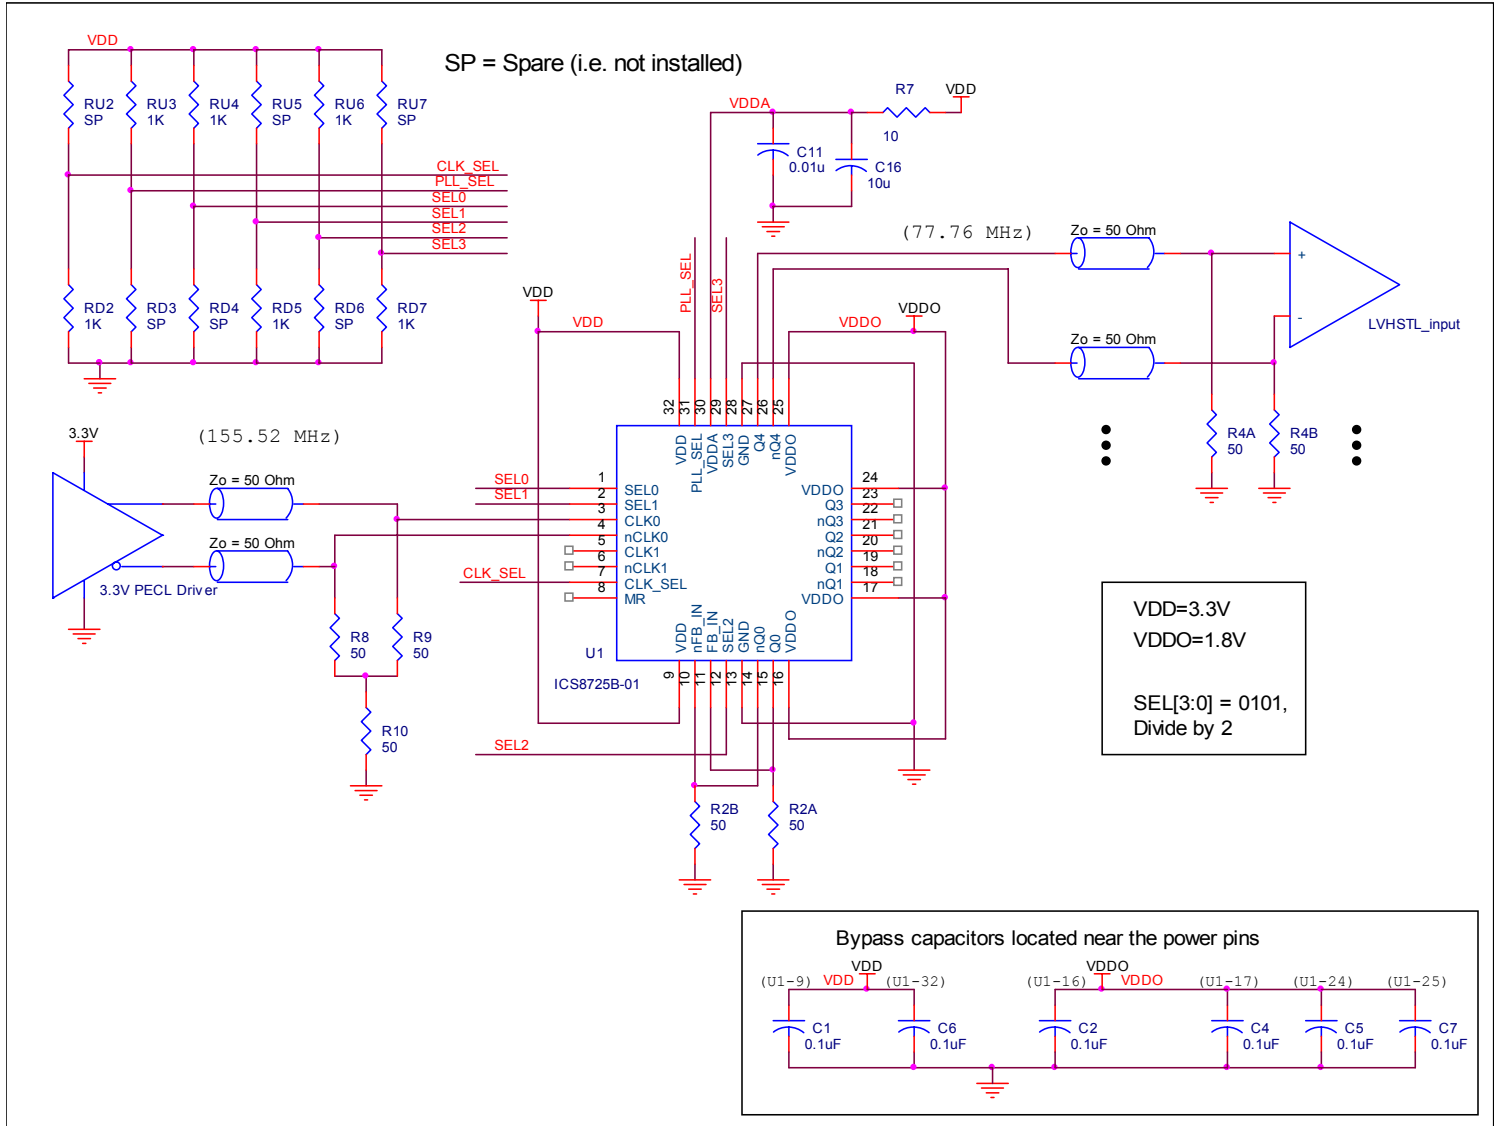 VDD
SP = Spare (i.e. not installed)
RU2
SP
RU3
1K
RU4
1K
RU5
SP
RU6
1K
RU7
SP
CLK_SEL
PLL_SEL
SEL0
SEL1
SEL2
SEL3
RD2
1K
RD3
SP
RD4
SP
RD5
1K
RD6
SP
RD7
1K
VDDA
R7
10
VDD
C11
0.01u
C16
10u
(77.76 MHz)
Zo = 50 Ohm
Zo = 50 Ohm
+
-
LVHSTL_input
R4A
50
R4B
50
VDD
VDD
PLL_SEL
SEL3
VDDO
VDDO
3.3V
(155.52 MHz)
Zo = 50 Ohm
Zo = 50 Ohm
3.3V PECL Driver
R8
50
R9
50
R10
50
SEL0
SEL1
CLK_SEL
SEL2
32
31
30
29
28
27
26
25
VDD
PLL_SEL
VDDA
SEL3
GND
Q4
nQ4
VDDO
1
2
3
4
5
6
7
8
SEL0
SEL1
CLK0
nCLK0
CLK1
nCLK1
CLK_SEL
MR
24
23
22
21
20
19
18
17
VDDO
Q3
nQ3
Q2
nQ2
Q1
nQ1
VDDO
VDD
nFB_IN
FB_IN
SEL2
GND
nQ0
Q0
VDDO
9
10
11
12
13
14
15
16
U1
ICS8725B-01
R2B
50
R2A
50
VDD=3.3V
VDDO=1.8V
SEL[3:0] = 0101,
Divide by 2
Bypass capacitors located near the power pins
VDD
VDDO
(U1-9)
VDD
(U1-32)
(U1-16)
VDDO
(U1-17)
(U1-24)
(U1-25)
C1
0.1uF
C6
0.1uF
C2
0.1uF
C4
0.1uF
C5
0.1uF
C7
0.1uF